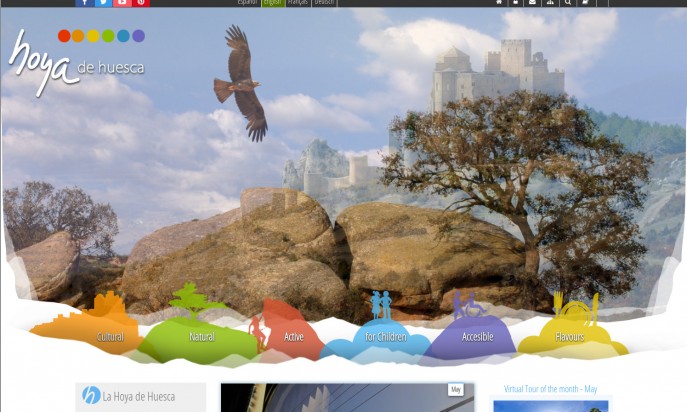 Español English Français Deutsch
hoya de huesca
Cultural
Natural
Active
for Children
Accesible
Flavours
La Hoya de Huesca
May
Virtual Tour of the month - May